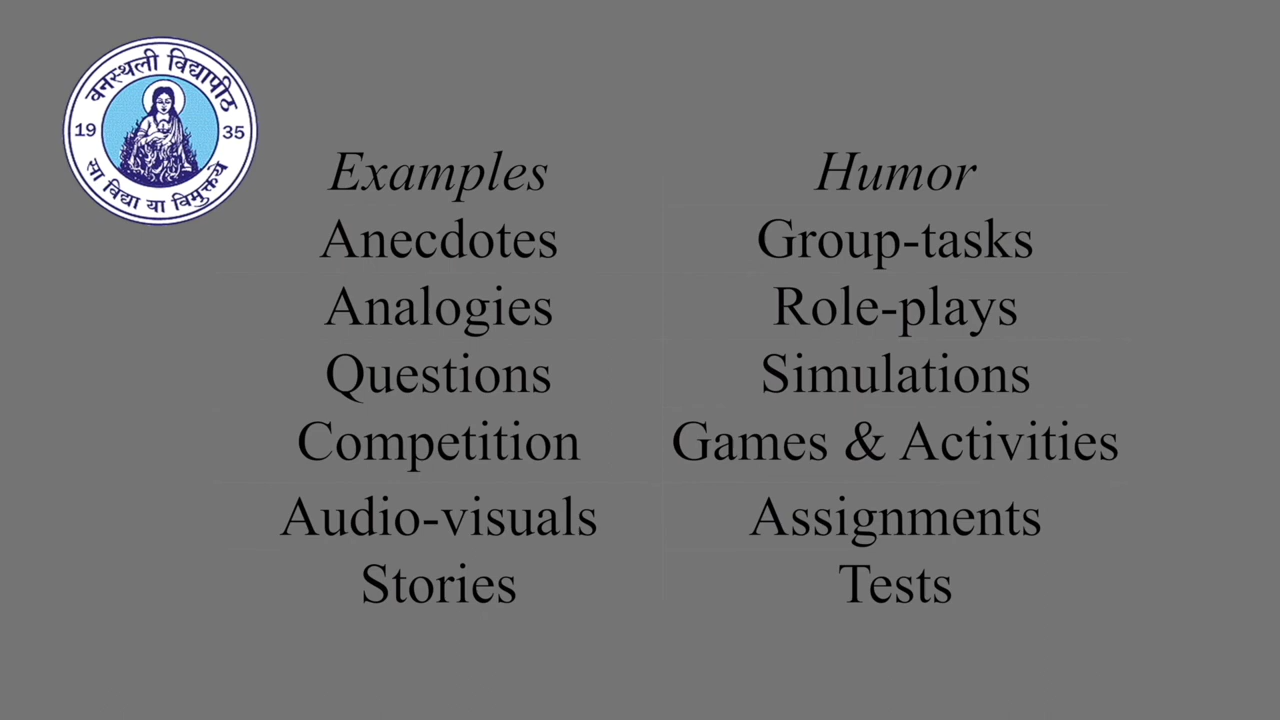 वनस्थली विद्यापीठ
19 35
सा विद्या या विमुक्तये
Examples Humor
Anecdotes Group-tasks
Analogies Role-plays
Questions Simulations
Competition Games & Activities
Audio-visuals Assignments
Stories Tests